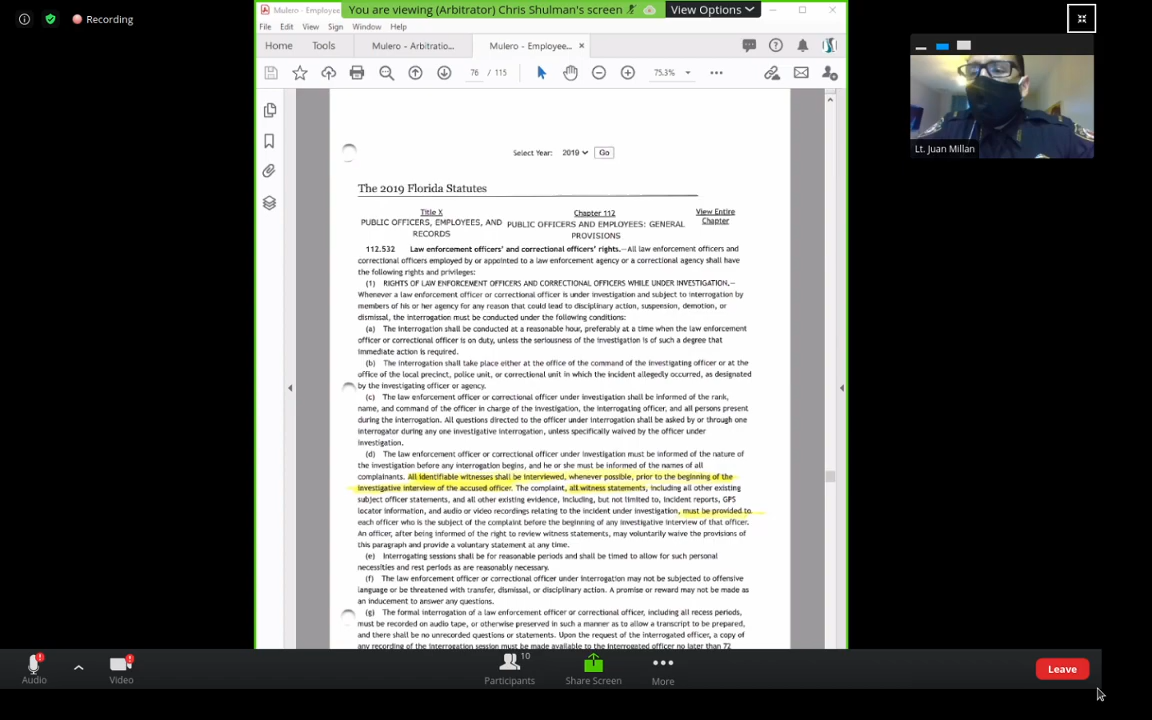 Recording
Mulero - Employee
You are viewing (Arbitrator) Chris Shulman's screen
View Options
File Edit View Sign Window Help
Home Tools Mulero - Arbitratio... Mulero - Employee...
76 / 115 75.3%
Select Year: 2019 Go
The 2019 Florida Statutes
Title X Chapter 112 View Entire
PUBLIC OFFICERS, EMPLOYEES, AND PUBLIC OFFICERS AND EMPLOYEES: GENERAL Chapter
RECORDS PROVISIONS
112.532 Law enforcement officers' and correctional officers' rights.—All law enforcement officers and
correctional officers employed by or appointed to a law enforcement agency or a correctional agency shall have
the following rights and privileges:
(1) RIGHTS OF LAW ENFORCEMENT OFFICERS AND CORRECTIONAL OFFICERS WHILE UNDER INVESTIGATION.—
Whenever a law enforcement officer or correctional officer is under investigation and subject to interrogation by
members of his or her agency for any reason that could lead to disciplinary action, suspension, demotion, or
dismissal, the interrogation must be conducted under the following conditions:
(a) The interrogation shall be conducted at a reasonable hour, preferably at a time when the law enforcement
officer or correctional officer is on duty, unless the seriousness of the investigation is of such a degree that
immediate action is required.
(b) The interrogation shall take place either at the office of the command of the investigating officer or at the
office of the local precinct, police unit, or correctional unit in which the incident allegedly occurred, as designated
by the investigating officer or agency.
(c) The law enforcement officer or correctional officer under investigation shall be informed of the rank,
name, and command of the officer in charge of the investigation, the interrogating officer, and all persons present
during the interrogation. All questions directed to the officer under interrogation shall be asked by or through one
interrogator during any one investigative interrogation, unless specifically waived by the officer under
investigation.
(d) The law enforcement officer or correctional officer under investigation must be informed of the nature of
the investigation before any interrogation begins, and he or she must be informed of the names of all
complainants. All identifiable witnesses shall be interviewed, whenever possible, prior to the beginning of the
investigative interview of the accused officer. The complaint, all witness statements, including all other existing
subject officer statements, and all other existing evidence, including, but not limited to, incident reports, GPS
locator information, and audio or video recordings relating to the incident under investigation, must be provided to
each officer who is the subject of the complaint before the beginning of any investigative interview of that officer.
An officer, after being informed of the right to review witness statements, may voluntarily waive the provisions of
this paragraph and provide a voluntary statement at any time.
(e) Interrogating sessions shall be for reasonable periods and shall be timed to allow for such personal
necessities and rest periods as are reasonably necessary.
(f) The law enforcement officer or correctional officer under interrogation may not be subjected to offensive
language or be threatened with transfer, dismissal, or disciplinary action. A promise or reward may not be made as
an inducement to answer any questions.
(g) The formal interrogation of a law enforcement officer or correctional officer, including all recess periods,
must be recorded on audio tape, or otherwise preserved in such a manner as to allow a transcript to be prepared,
and there shall be no unrecorded questions or statements. Upon the request of the interrogated officer, a copy of
any recording of the interrogation session must be made available to the interrogated officer no later than 72
Lt. Juan Millan
Audio Video Participants 10 Share Screen More Leave